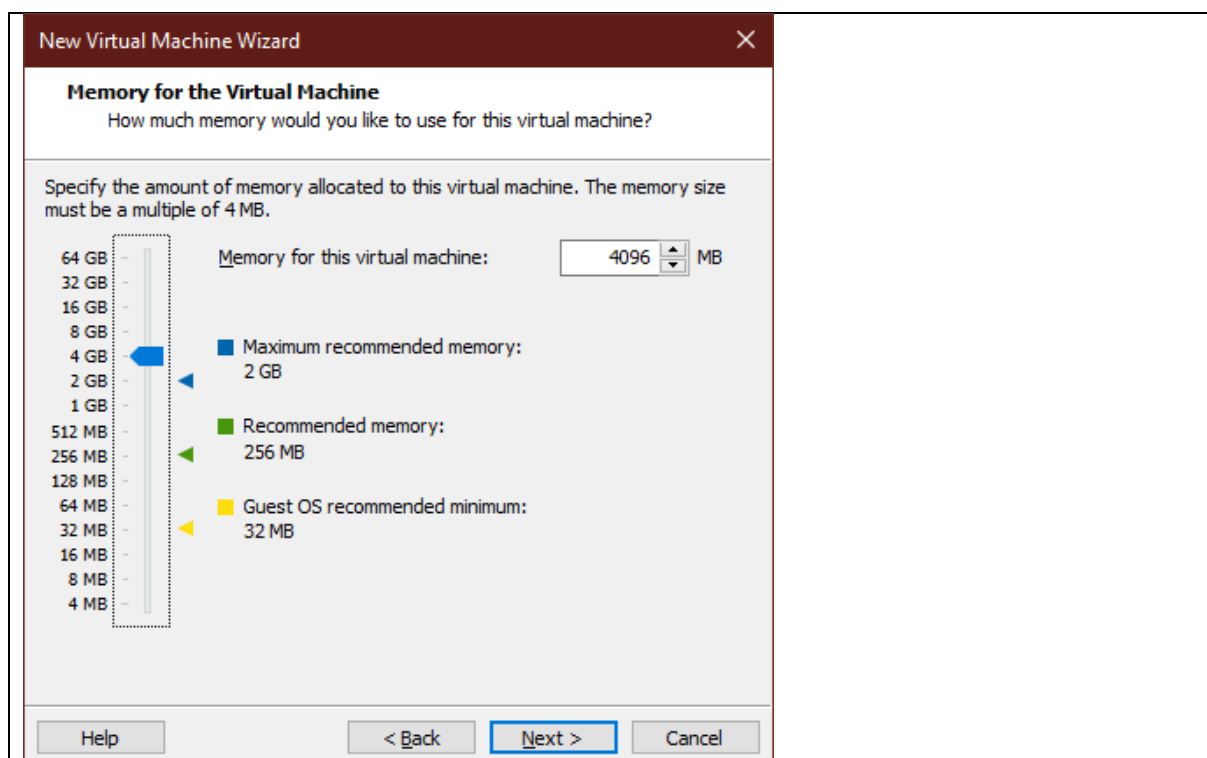 New Virtual Machine Wizard
Memory for the Virtual Machine
How much memory would you like to use for this virtual machine?
Specify the amount of memory allocated to this virtual machine. The memory size
must be a multiple of 4 MB.
64 GB
32 GB
16 GB
8 GB
4 GB
2 GB
1 GB
512 MB
256 MB
128 MB
64 MB
32 MB
16 MB
8 MB
4 MB
Memory for this virtual machine: 4096 MB
Maximum recommended memory:
2 GB
Recommended memory:
256 MB
Guest OS recommended minimum:
32 MB
Help < Back Next > Cancel